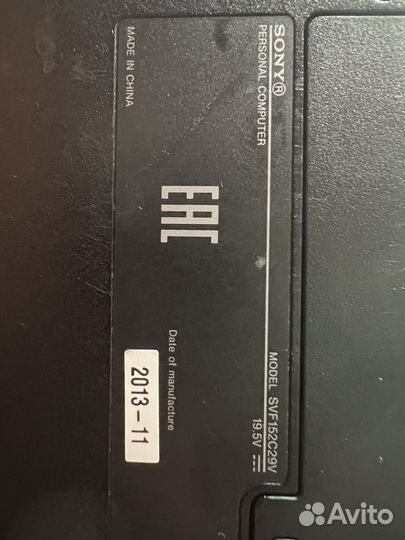 SONY®
PERSONAL COMPUTER
MODEL SVF152C29V
19.5V
EAC
MADE IN CHINA
Date of manufacture
2013-11
Avito